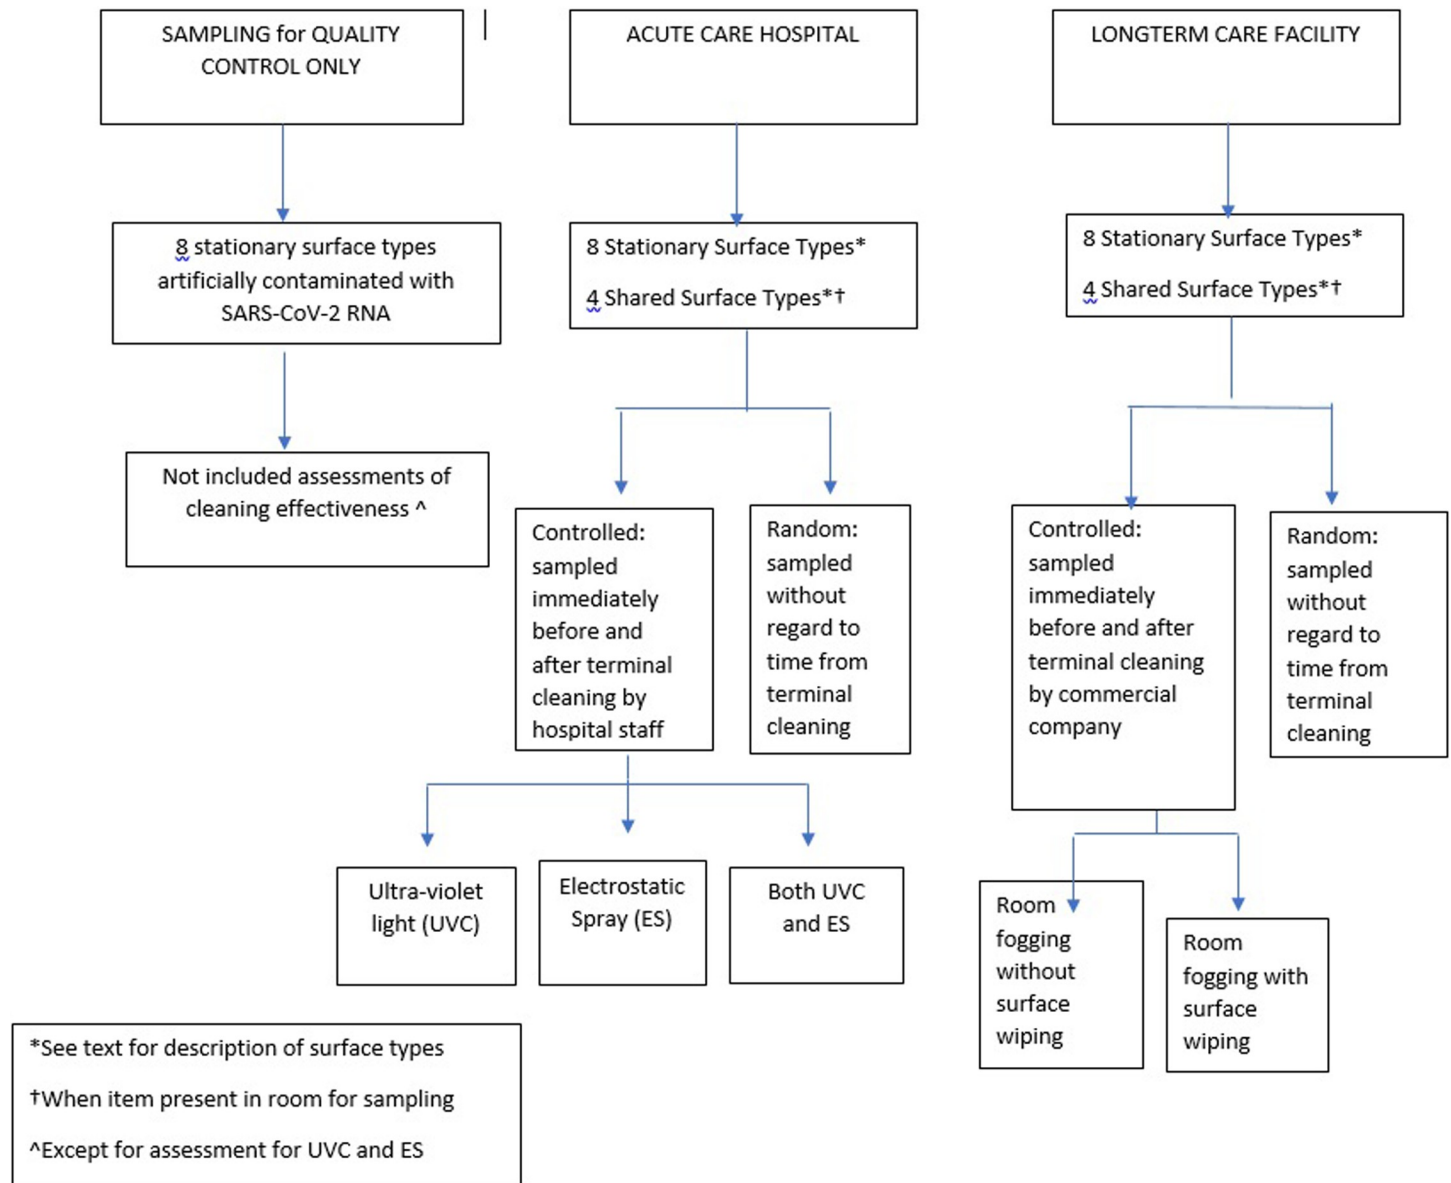 SAMPLING for QUALITY
CONTROL ONLY
8 stationary surface types
artificially contaminated with
SARS-CoV-2 RNA
Not included assessments of
cleaning effectiveness ^
ACUTE CARE HOSPITAL
8 Stationary Surface Types*
4 Shared Surface Types*†
Controlled:
sampled
immediately
before and
after terminal
cleaning by
hospital staff
Random:
sampled
without
regard to
time from
terminal
cleaning
Ultra-violet
light (UVC)
Electrostatic
Spray (ES)
Both UVC
and ES
LONGTERM CARE FACILITY
8 Stationary Surface Types*
4 Shared Surface Types*†
Controlled:
sampled
immediately
before and after
terminal cleaning
by commercial
company
Random:
sampled
without
regard to
time from
terminal
cleaning
Room
fogging
without
surface
wiping
Room
fogging with
surface
wiping
*See text for description of surface types
†When item present in room for sampling
^Except for assessment for UVC and ES